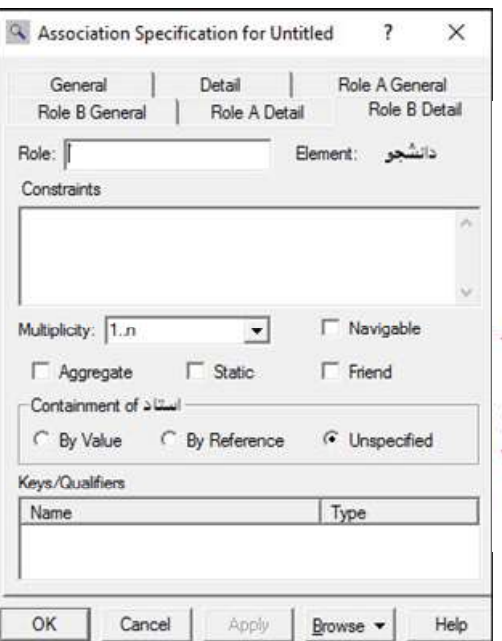 Association Specification for Untitled ? ✕
General Detail Role A General
Role B General Role A Detail Role B Detail
Role: Element: دانشجو
Constraints
Multiplicity: 1..n Navigable
Aggregate Static Friend
Containment of استاد
By Value By Reference Unspecified
Keys/Qualifiers
Name Type
OK Cancel Apply Browse Help